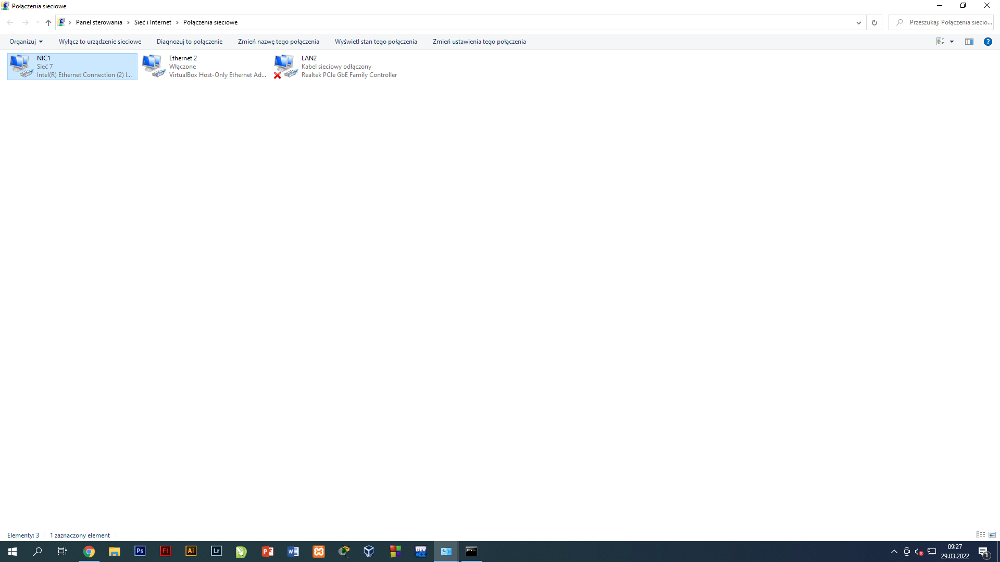 Połączenia sieciowe
Panel sterowania
Sieć i Internet
Połączenia sieciowe
Przeszukaj: Połączenia siecio...
Organizuj
Wyłącz to urządzenie sieciowe
Diagnozuj to połączenie
Zmień nazwę tego połączenia
Wyświetl stan tego połączenia
Zmień ustawienia tego połączenia
NIC1
Sieć 7
Intel(R) Ethernet Connection (2) I...
Ethernet 2
Włączone
VirtualBox Host-Only Ethernet Ad...
LAN2
Kabel sieciowy odłączony
Realtek PCIe GbE Family Controller
Elementy: 3
1 zaznaczony element
Ps
Fl
Ai
Lr
DEV
09:27
29.03.2022
1